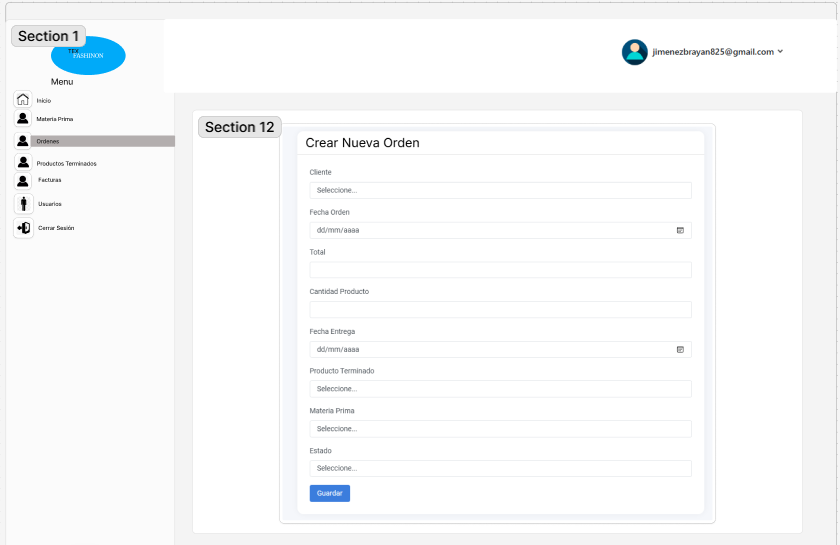 Section 1
TEX
FASHINON
Menu
Inicio
Materia Prima
Ordenes
Productos Terminados
Facturas
Usuarios
Cerrar Sesión
jimenezbrayan825@gmail.com
Section 12
Crear Nueva Orden
Cliente
Seleccione...
Fecha Orden
dd/mm/aaaa
Total
Cantidad Producto
Fecha Entrega
dd/mm/aaaa
Producto Terminado
Seleccione...
Materia Prima
Seleccione...
Estado
Seleccione...
Guardar